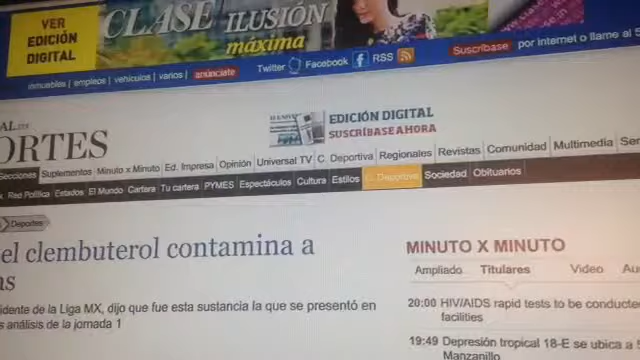 VER
EDICIÓN
DIGITAL
CLASE ILUSIÓN
máxima
inmuebles | empleos | vehículos | varios | anúnciate
Twitter Facebook RSS Suscríbase por internet o llame al 5
ORTES
EDICIÓN DIGITAL
SUSCRÍBASE AHORA
Secciones Suplementos Minuto x Minuto Ed. Impresa Opinión Universal TV C. Deportiva Regionales Revistas Comunidad Multimedia
Red Política Estados El Mundo Cartera Tu cartera PYMES Espectáculos Cultura Estilos C. Deportiva Sociedad Obituarios
Deportes
el clembuterol contamina a
MINUTO X MINUTO
Ampliado Titulares Video
idente de la Liga MX, dijo que fue esta sustancia la que se presentó en
s análisis de la jornada 1
20:00 HIV/AIDS rapid tests to be conducte
facilities
19:49 Depresión tropical 18-E se ubica a
Manzanillo